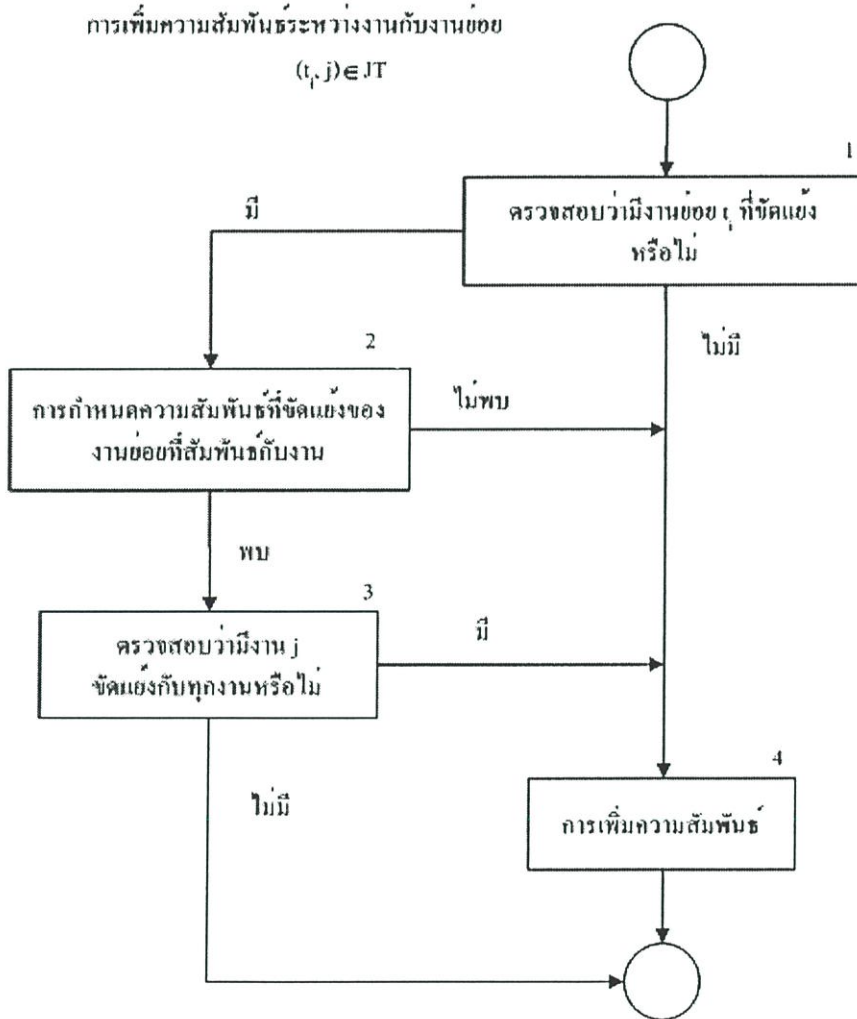 การเพิ่มความสัมพันธ์ระหว่างงานกับงานย่อย
(t_i, j) ∈ JT
1
ตรวจสอบว่ามีงานย่อย t_i ที่ขัดแย้ง
หรือไม่
มี
ไม่มี
2
การกำหนดความสัมพันธ์ที่ขัดแย้งของ
งานย่อยที่สัมพันธ์กับงาน
ไม่พบ
พบ
3
ตรวจสอบว่ามีงาน j
ขัดแย้งกับทุกงานหรือไม่
มี
ไม่มี
4
การเพิ่มความสัมพันธ์